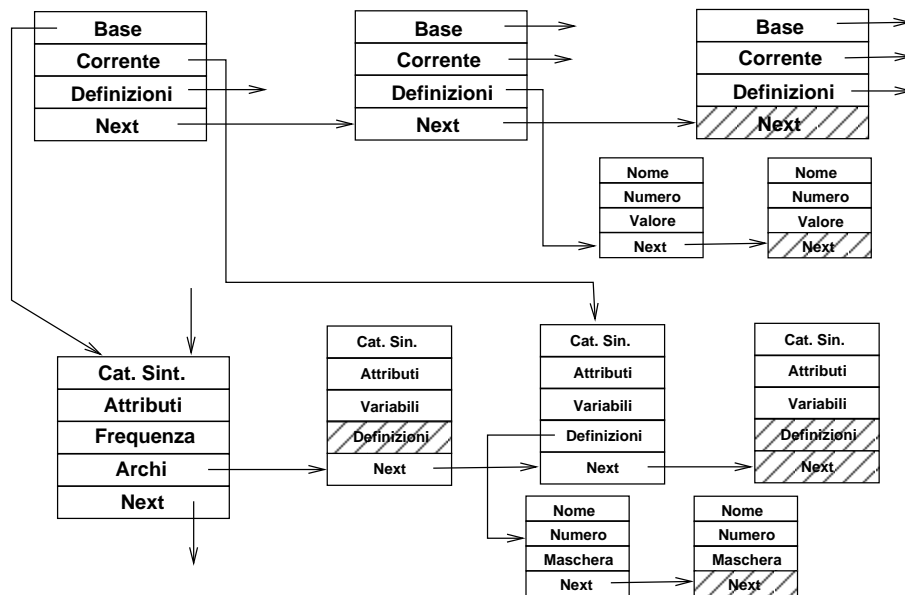 Base
Corrente
Definizioni
Next
Base
Corrente
Definizioni
Next
Base
Corrente
Definizioni
Next
Nome
Numero
Valore
Next
Nome
Numero
Valore
Next
Cat. Sint.
Attributi
Frequenza
Archi
Next
Cat. Sin.
Attributi
Variabili
Definizioni
Next
Cat. Sin.
Attributi
Variabili
Definizioni
Next
Cat. Sin.
Attributi
Variabili
Definizioni
Next
Nome
Numero
Maschera
Next
Nome
Numero
Maschera
Next